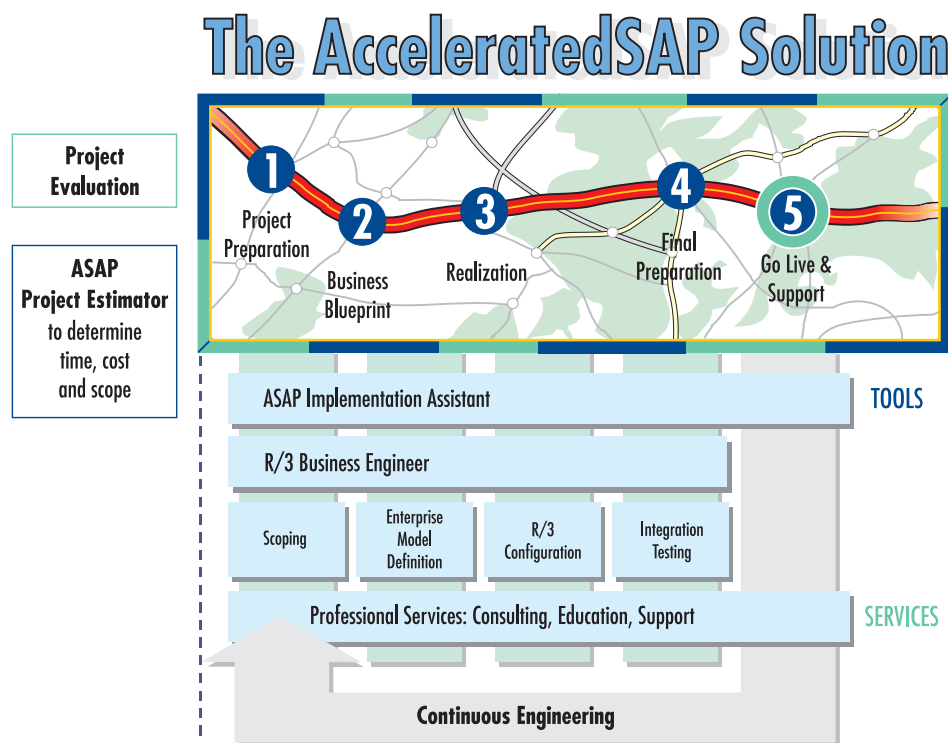 The AcceleratedSAP Solution
Project
Evaluation
ASAP
Project Estimator
to determine
time, cost
and scope
1
Project
Preparation
2
Business
Blueprint
3
Realization
4
Final
Preparation
5
Go Live &
Support
ASAP Implementation Assistant
TOOLS
R/3 Business Engineer
Scoping
Enterprise
Model
Definition
R/3
Configuration
Integration
Testing
Professional Services: Consulting, Education, Support
SERVICES
Continuous Engineering